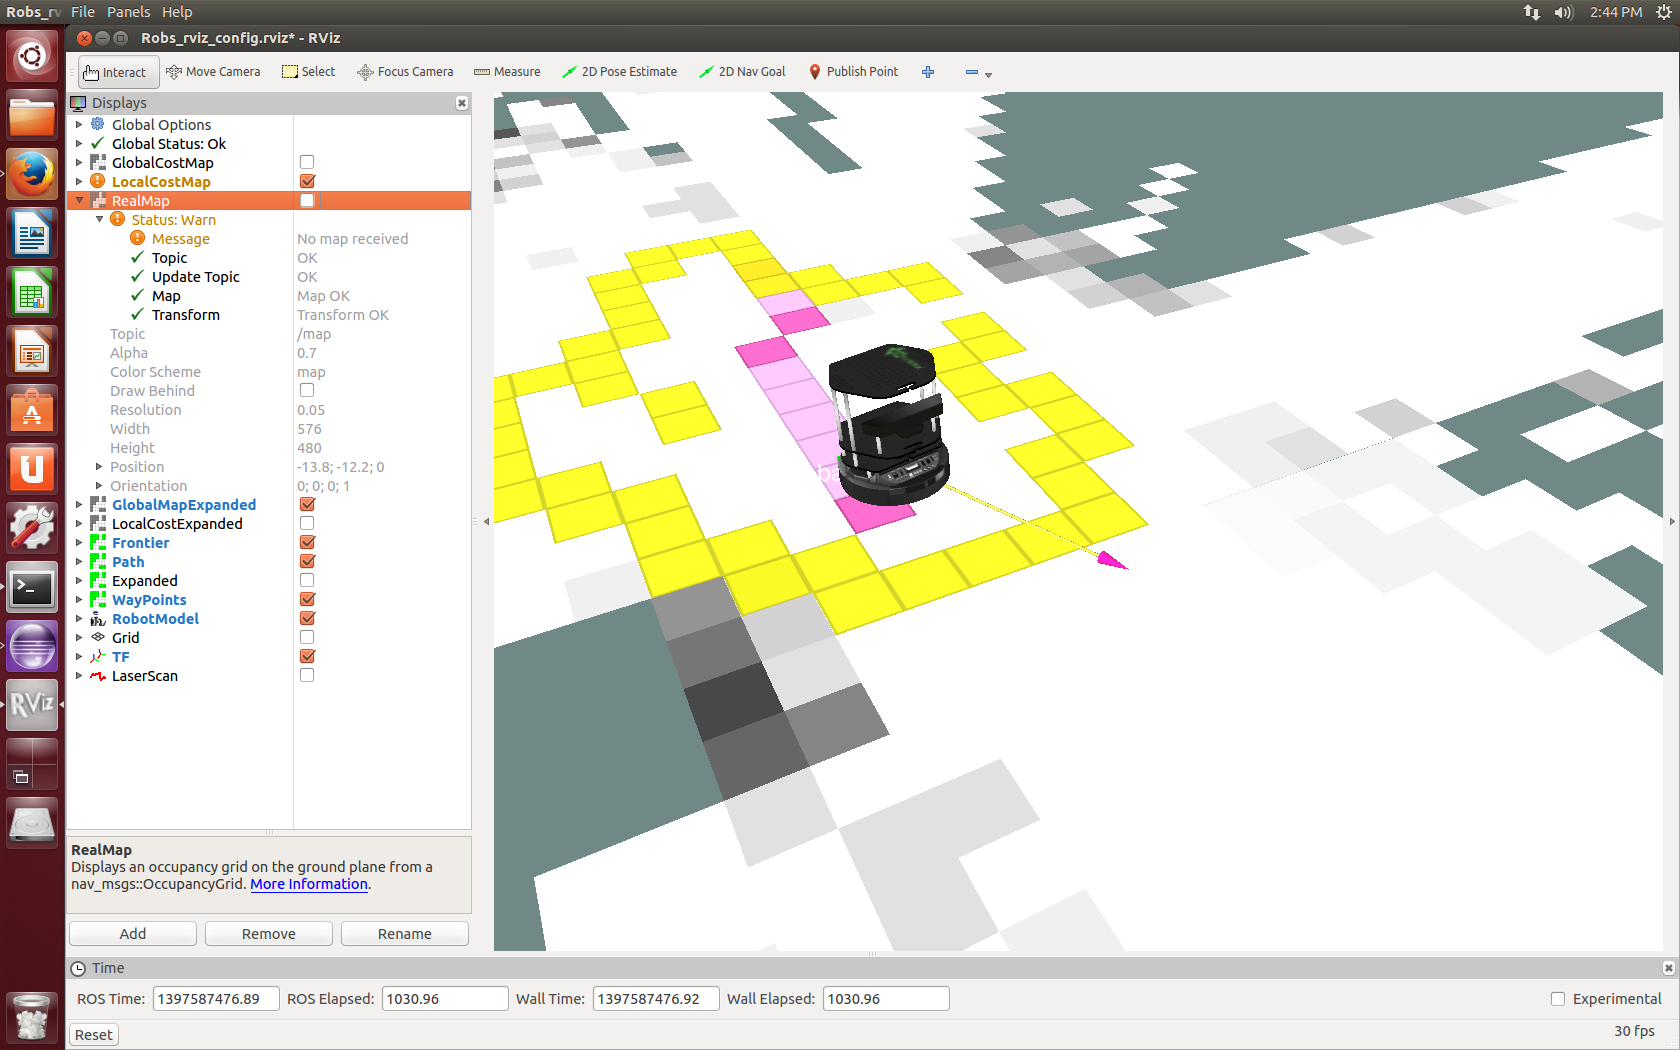 Robs_rv File Panels Help 2:44 PM
Robs_rviz_config.rviz* - RViz
Interact Move Camera Select Focus Camera Measure 2D Pose Estimate 2D Nav Goal Publish Point
Displays
Global Options
Global Status: Ok
GlobalCostMap
LocalCostMap
RealMap
Status: Warn
Message No map received
Topic OK
Update Topic OK
Map Map OK
Transform Transform OK
Topic /map
Alpha 0.7
Color Scheme map
Draw Behind
Resolution 0.05
Width 576
Height 480
Position -13.8; -12.2; 0
Orientation 0; 0; 0; 1
GlobalMapExpanded
LocalCostExpanded
Frontier
Path
Expanded
WayPoints
RobotModel
Grid
TF
LaserScan
RViz
ba
RealMap
Displays an occupancy grid on the ground plane from a
nav_msgs::OccupancyGrid. More Information.
Add Remove Rename
Time
ROS Time: 1397587476.89 ROS Elapsed: 1030.96 Wall Time: 1397587476.92 Wall Elapsed: 1030.96 Experimental
Reset 30 fps